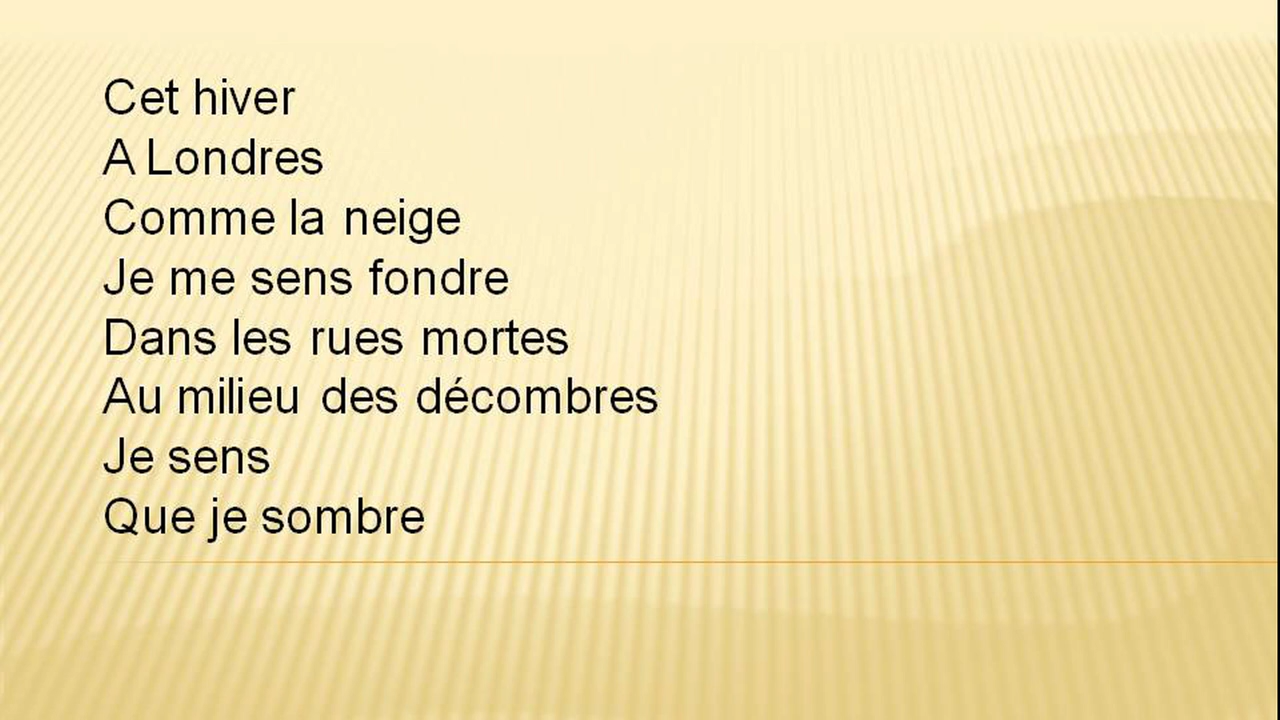 Cet hiver
A Londres
Comme la neige
Je me sens fondre
Dans les rues mortes
Au milieu des décombres
Je sens
Que je sombre